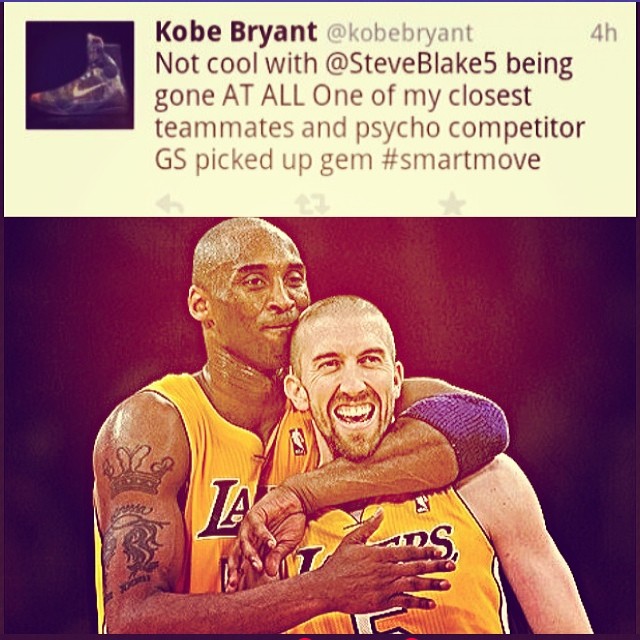 Kobe Bryant @kobebryant 4h
Not cool with @SteveBlake5 being
gone AT ALL One of my closest
teammates and psycho competitor
GS picked up gem #smartmove
LA
LAKERS
5